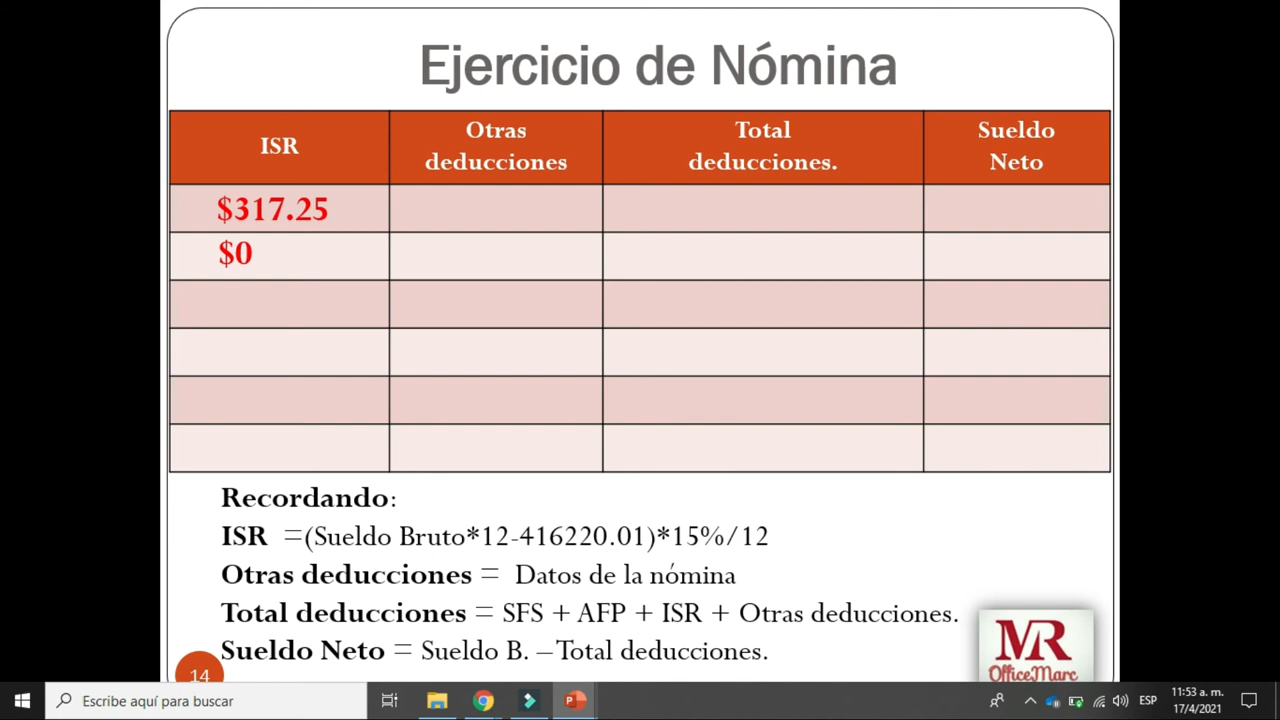 Ejercicio de Nómina
ISR
Otras
deducciones
Total
deducciones.
Sueldo
Neto
$317.25
$0
Recordando:
ISR =(Sueldo Bruto*12-416220.01)*15%/12
Otras deducciones = Datos de la nómina
Total deducciones = SFS + AFP + ISR + Otras deducciones.
Sueldo Neto = Sueldo B. –Total deducciones.
14
MR
OfficeMarc
Escribe aquí para buscar
ESP
11:53 a. m.
17/4/2021